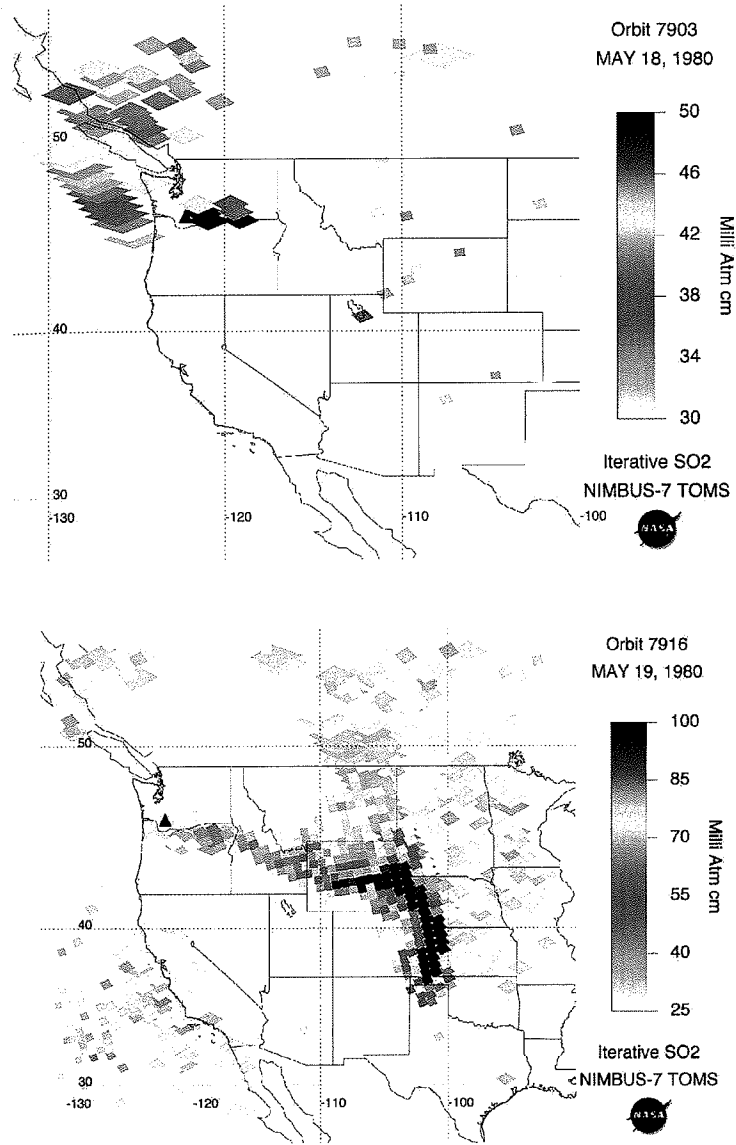 Orbit 7903
MAY 18, 1980
50
50
46
42
38
34
30
Milli Atm cm
40
30
-130
-120
-110
-100
Iterative SO2
NIMBUS-7 TOMS
NASA
Orbit 7916
MAY 19, 1980
50
100
85
70
55
40
25
Milli Atm cm
40
30
-130
-120
-110
-100
Iterative SO2
NIMBUS-7 TOMS
NASA